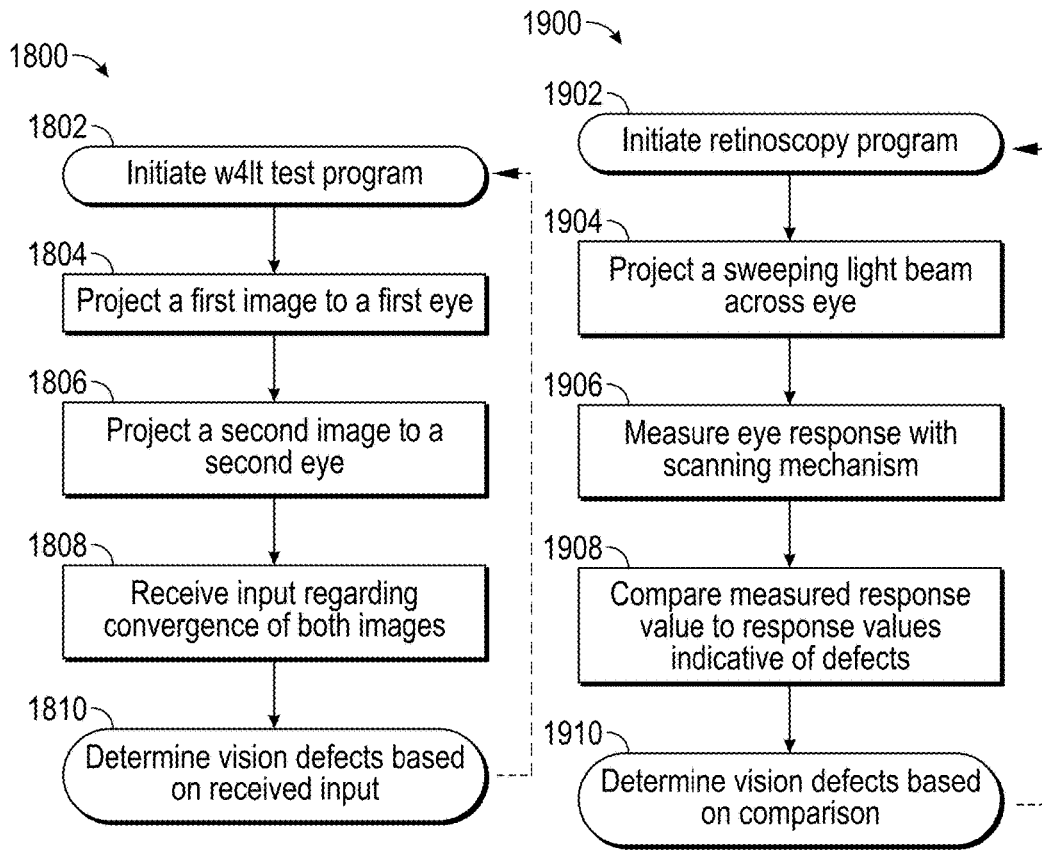 1800
1802
Initiate w4lt test program
1804
Project a first image to a first eye
1806
Project a second image to a
second eye
1808
Receive input regarding
convergence of both images
1810
Determine vision defects based
on received input
1900
1902
Initiate retinoscopy program
1904
Project a sweeping light beam
across eye
1906
Measure eye response with
scanning mechanism
1908
Compare measured response
value to response values
indicative of defects
1910
Determine vision defects based
on comparison